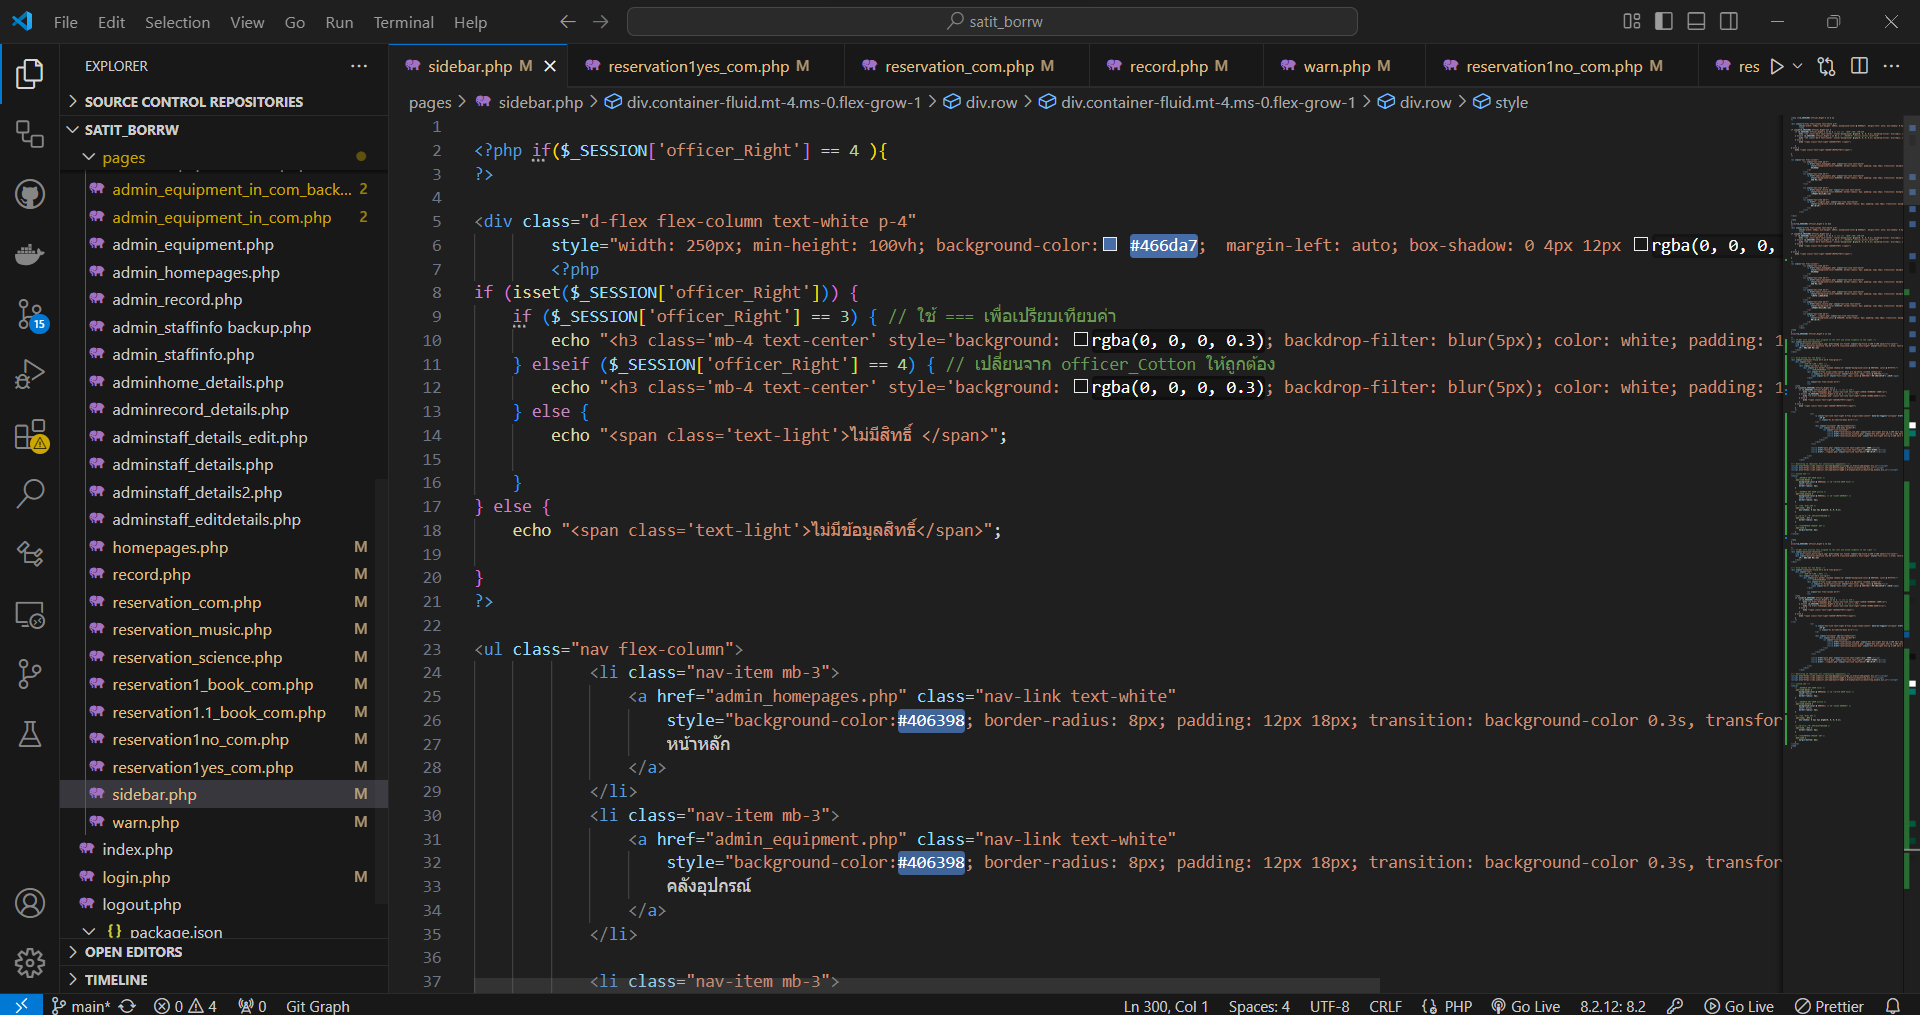 File Edit Selection View Go Run Terminal Help
satit_borrw
EXPLORER
SOURCE CONTROL REPOSITORIES
SATIT_BORRW
pages
admin_equipment_in_com_back... 2
admin_equipment_in_com.php 2
admin_equipment.php
admin_homepages.php
admin_record.php
admin_staffinfo backup.php
admin_staffinfo.php
adminhome_details.php
adminrecord_details.php
adminstaff_details_edit.php
adminstaff_details.php
adminstaff_details2.php
adminstaff_editdetails.php
homepages.php M
record.php M
reservation_com.php M
reservation_music.php M
reservation_science.php M
reservation1_book_com.php M
reservation1.1_book_com.php M
reservation1no_com.php M
reservation1yes_com.php M
sidebar.php M
warn.php M
index.php
login.php M
logout.php
{} package.json
OPEN EDITORS
TIMELINE
15
sidebar.php M
reservation1yes_com.php M
reservation_com.php M
record.php M
warn.php M
reservation1no_com.php M
res
pages > sidebar.php > div.container-fluid.mt-4.ms-0.flex-grow-1 > div.row > div.container-fluid.mt-4.ms-0.flex-grow-1 > div.row > style
1
2 <?php if($_SESSION['officer_Right'] == 4 ){
3 ?>
4
5 <div class="d-flex flex-column text-white p-4"
6 style="width: 250px; min-height: 100vh; background-color: #466da7; margin-left: auto; box-shadow: 0 4px 12px rgba(0, 0, 0,
7 <?php
8 if (isset($_SESSION['officer_Right'])) {
9 if ($_SESSION['officer_Right'] == 3) { // ใช้ === เพื่อเปรียบเทียบค่า
10 echo "<h3 class='mb-4 text-center' style='background: rgba(0, 0, 0, 0.3); backdrop-filter: blur(5px); color: white; padding: 1
11 } elseif ($_SESSION['officer_Right'] == 4) { // เปลี่ยนจาก officer_Cotton ให้ถูกต้อง
12 echo "<h3 class='mb-4 text-center' style='background: rgba(0, 0, 0, 0.3); backdrop-filter: blur(5px); color: white; padding: 1
13 } else {
14 echo "<span class='text-light'>ไม่มีสิทธิ์ </span>";
15
16 }
17 } else {
18 echo "<span class='text-light'>ไม่มีข้อมูลสิทธิ์</span>";
19
20 }
21 ?>
22
23 <ul class="nav flex-column">
24 <li class="nav-item mb-3">
25 <a href="admin_homepages.php" class="nav-link text-white"
26 style="background-color:#406398; border-radius: 8px; padding: 12px 18px; transition: background-color 0.3s, transfor
27 หน้าหลัก
28 </a>
29 </li>
30 <li class="nav-item mb-3">
31 <a href="admin_equipment.php" class="nav-link text-white"
32 style="background-color:#406398; border-radius: 8px; padding: 12px 18px; transition: background-color 0.3s, transfor
33 คลังอุปกรณ์
34 </a>
35 </li>
36
37 <li class="nav-item mb-3">
main* 0 4 0 Git Graph Ln 300, Col 1 Spaces: 4 UTF-8 CRLF {} PHP Go Live 8.2.12: 8.2 Go Live Prettier